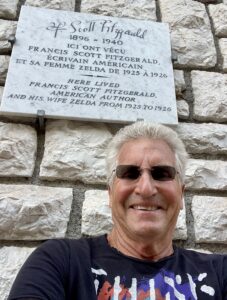 Scott Fitzgerald
1896 - 1940
ICI ONT VÉCU
FRANCIS SCOTT FITZGERALD,
ÉCRIVAIN AMÉRICAIN
ET SA FEMME ZELDA DE 1925 À 1926
HERE LIVED
FRANCIS SCOTT FITZGERALD,
AMERICAN AUTHOR
AND HIS WIFE ZELDA FROM 1925 TO 1926